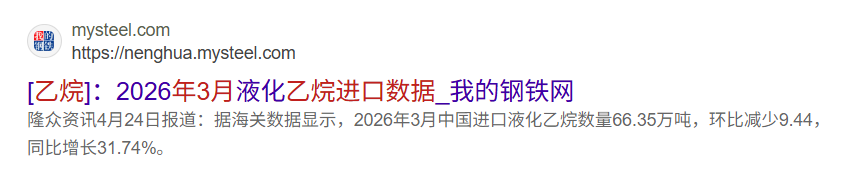 我的
钢铁
mysteel.com
https://nenghua.mysteel.com
[乙烷]：2026年3月液化乙烷进口数据_我的钢铁网
隆众资讯4月24日报道：据海关数据显示，2026年3月中国进口液化乙烷数量66.35万吨，环比减少9.44，
同比增长31.74%。